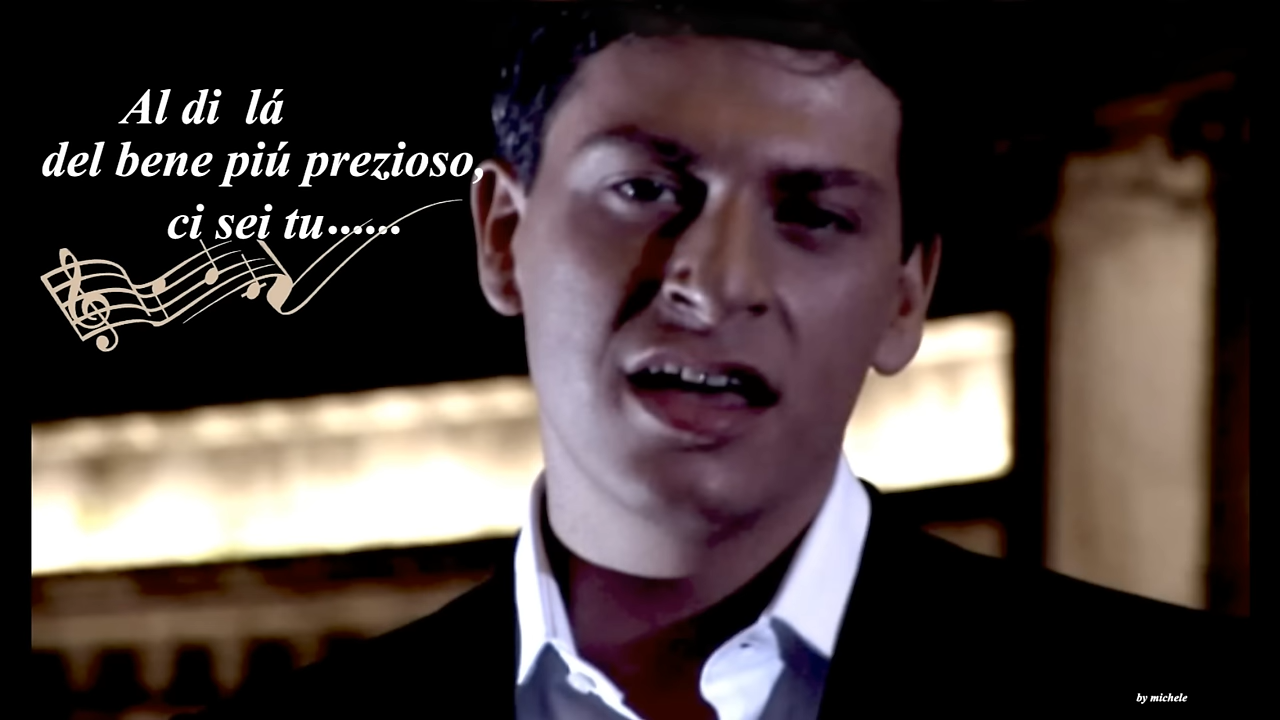 Al di lá
del bene piú prezioso,
ci sei tu......
by michele